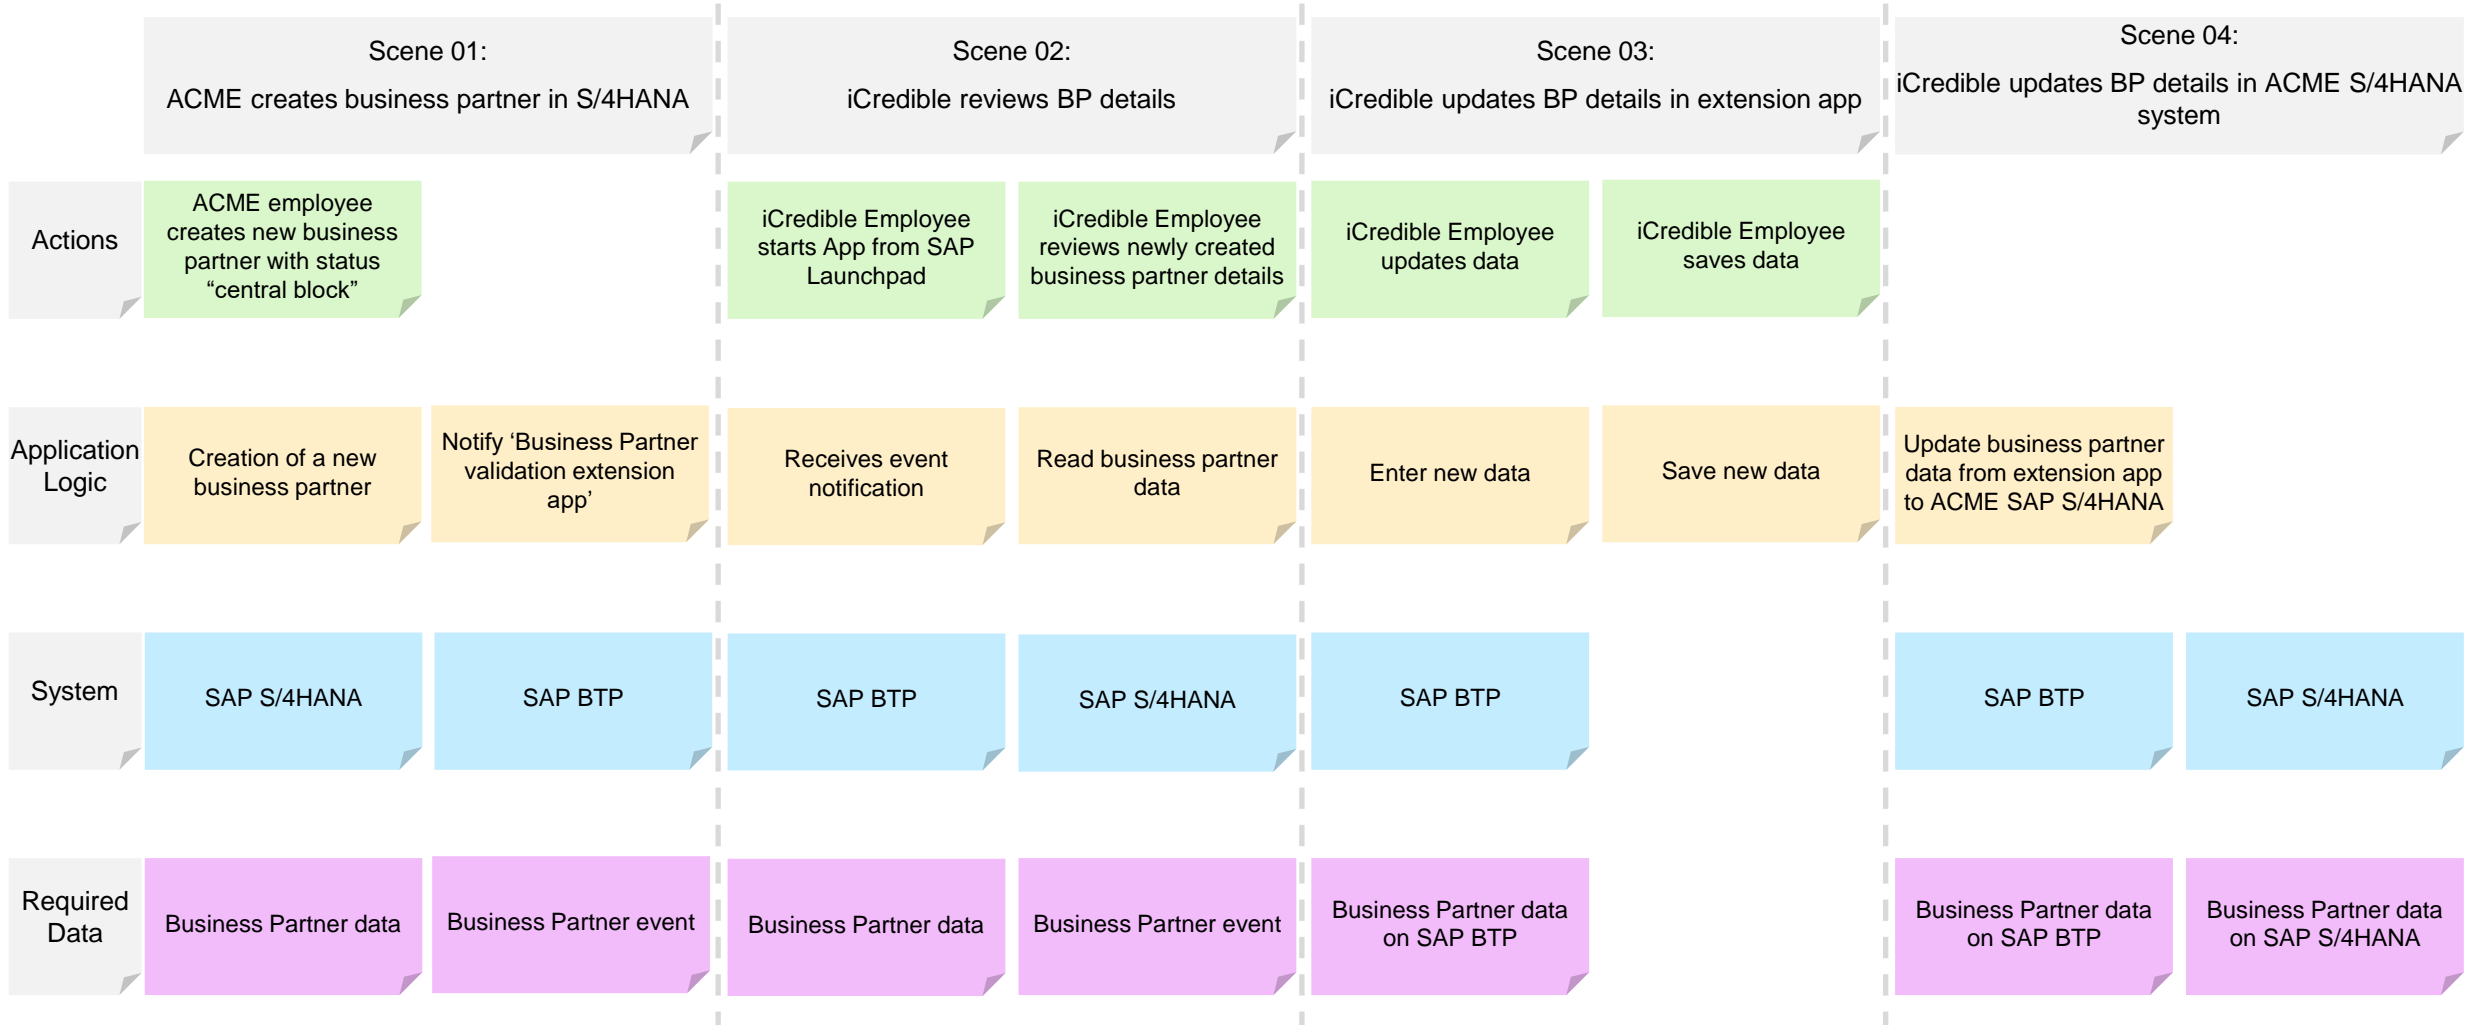 Scene 01:
ACME creates business partner in S/4HANA
Scene 02:
iCredible reviews BP details
Scene 03:
iCredible updates BP details in extension app
Scene 04:
iCredible updates BP details in ACME S/4HANA
system
Actions
ACME employee
creates new business
partner with status
“central block”
iCredible Employee
starts App from SAP
Launchpad
iCredible Employee
reviews newly created
business partner details
iCredible Employee
updates data
iCredible Employee
saves data
Application
Logic
Creation of a new
business partner
Notify ‘Business Partner
validation extension
app’
Receives event
notification
Read business partner
data
Enter new data
Save new data
Update business partner
data from extension app
to ACME SAP S/4HANA
System
SAP S/4HANA
SAP BTP
SAP BTP
SAP S/4HANA
SAP BTP
SAP BTP
SAP S/4HANA
Required
Data
Business Partner data
Business Partner event
Business Partner data
Business Partner event
Business Partner data
on SAP BTP
Business Partner data
on SAP BTP
Business Partner data
on SAP S/4HANA